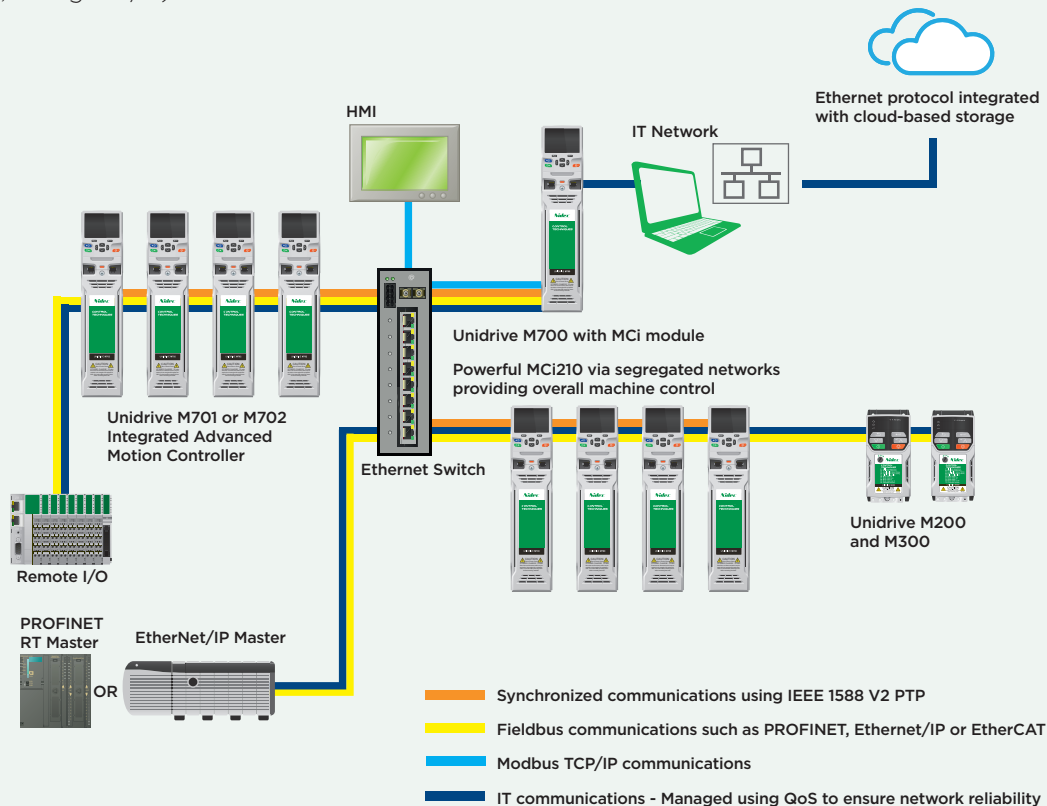 Ethernet protocol integrated
with cloud-based storage
HMI
IT Network
Nidec
CONTROL
TECHNIQUES
Unidrive M700 with MCi module
Powerful MCi210 via segregated networks
providing overall machine control
Unidrive M701 or M702
Integrated Advanced
Motion Controller
Ethernet Switch
Unidrive M200
and M300
Remote I/O
PROFINET
RT Master
EtherNet/IP Master
OR
Synchronized communications using IEEE 1588 V2 PTP
Fieldbus communications such as PROFINET, Ethernet/IP or EtherCAT
Modbus TCP/IP communications
IT communications - Managed using QoS to ensure network reliability